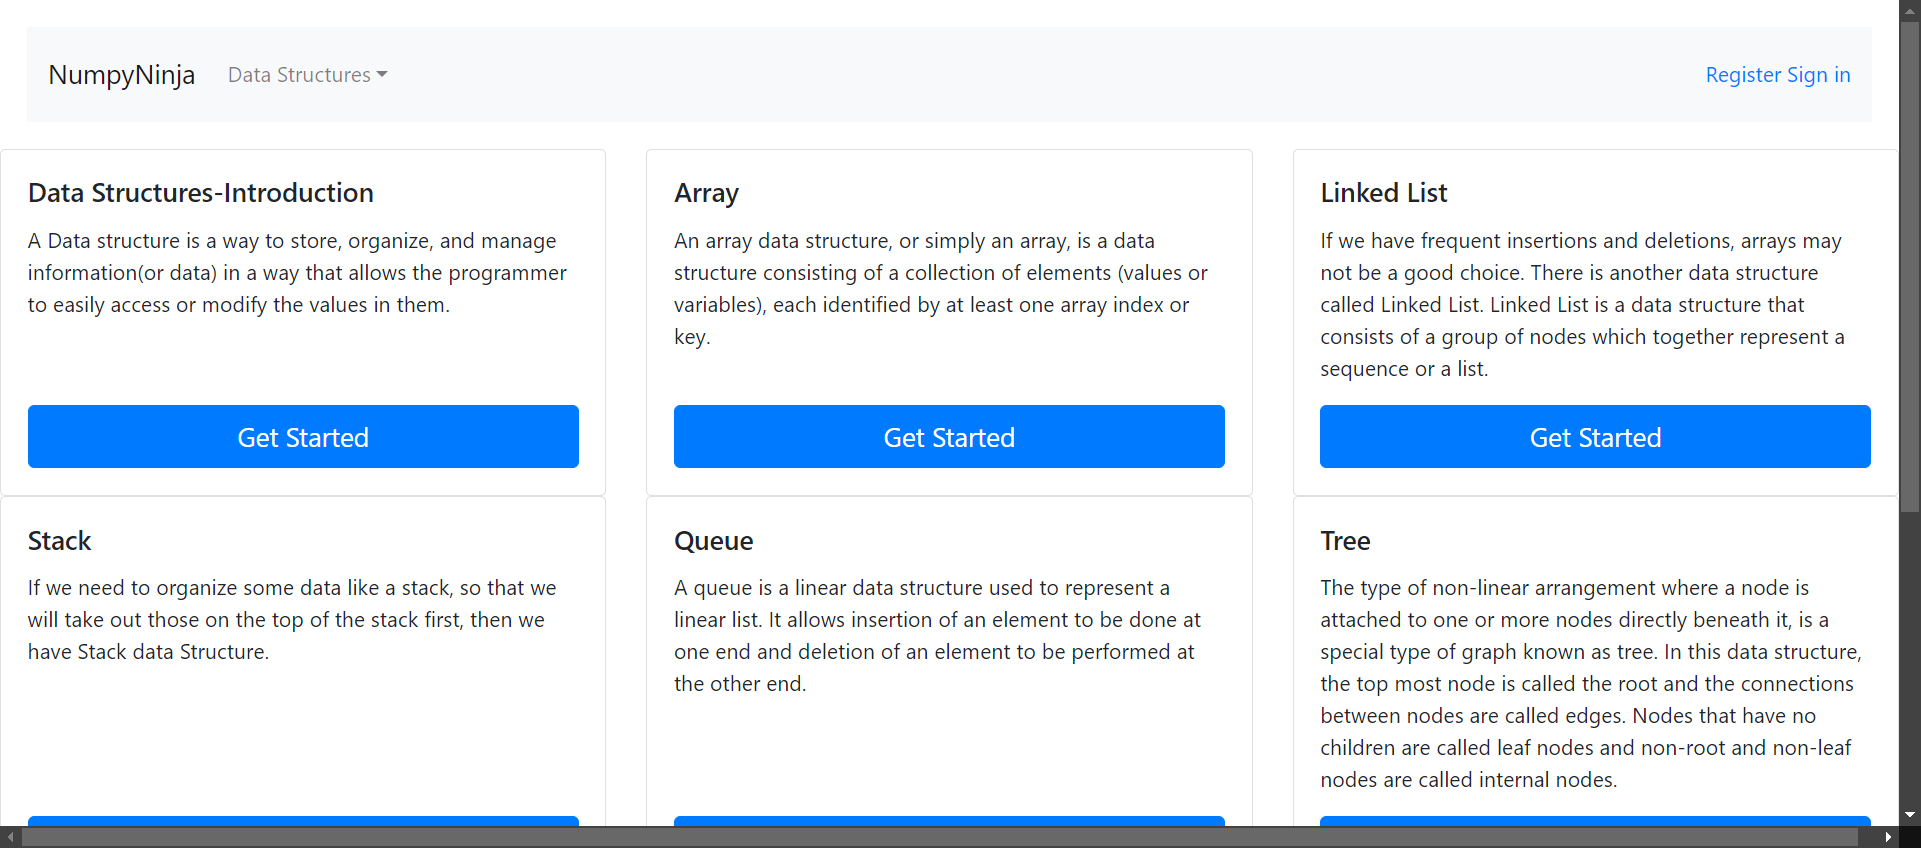 NumpyNinja
Data Structures
Register Sign in
Data Structures-Introduction
A Data structure is a way to store, organize, and manage
information(or data) in a way that allows the programmer
to easily access or modify the values in them.
Get Started
Array
An array data structure, or simply an array, is a data
structure consisting of a collection of elements (values or
variables), each identified by at least one array index or
key.
Get Started
Linked List
If we have frequent insertions and deletions, arrays may
not be a good choice. There is another data structure
called Linked List. Linked List is a data structure that
consists of a group of nodes which together represent a
sequence or a list.
Get Started
Stack
If we need to organize some data like a stack, so that we
will take out those on the top of the stack first, then we
have Stack data Structure.
Queue
A queue is a linear data structure used to represent a
linear list. It allows insertion of an element to be done at
one end and deletion of an element to be performed at
the other end.
Tree
The type of non-linear arrangement where a node is
attached to one or more nodes directly beneath it, is a
special type of graph known as tree. In this data structure,
the top most node is called the root and the connections
between nodes are called edges. Nodes that have no
children are called leaf nodes and non-root and non-leaf
nodes are called internal nodes.